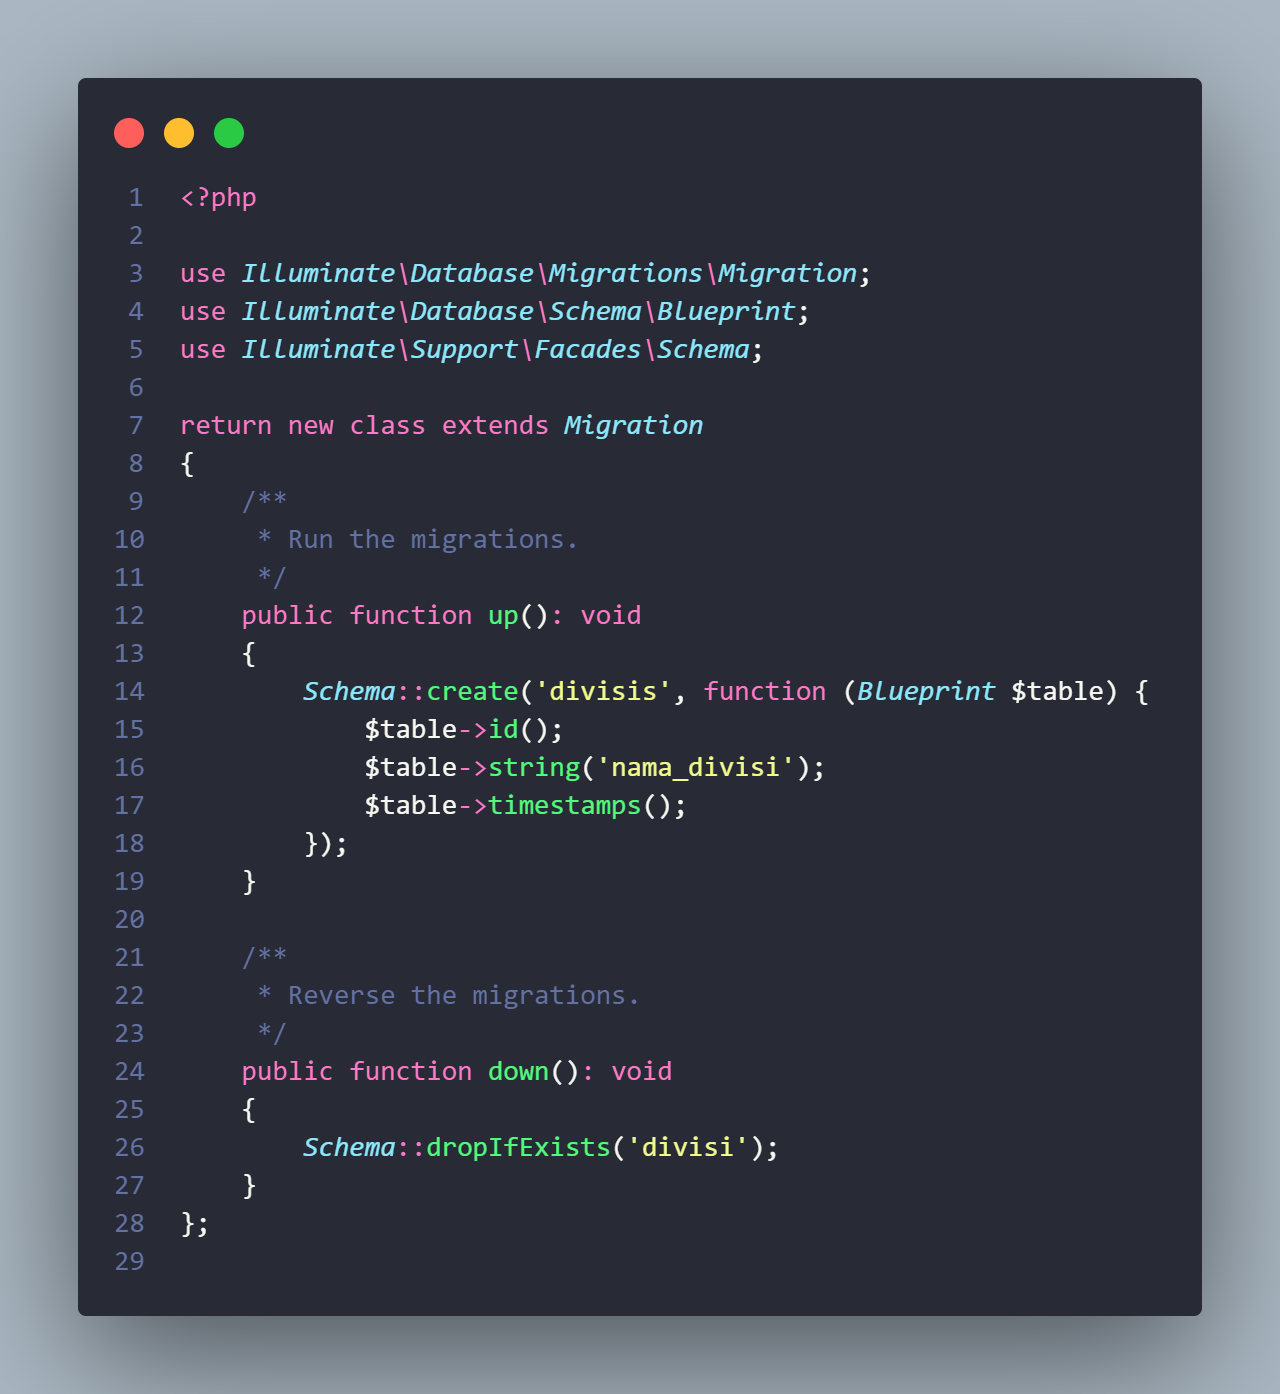 1 <?php
2
3 use Illuminate\Database\Migrations\Migration;
4 use Illuminate\Database\Schema\Blueprint;
5 use Illuminate\Support\Facades\Schema;
6
7 return new class extends Migration
8 {
9     /**
10      * Run the migrations.
11      */
12     public function up(): void
13     {
14         Schema::create('divisis', function (Blueprint $table) {
15             $table->id();
16             $table->string('nama_divisi');
17             $table->timestamps();
18         });
19     }
20
21     /**
22      * Reverse the migrations.
23      */
24     public function down(): void
25     {
26         Schema::dropIfExists('divisi');
27     }
28 };
29